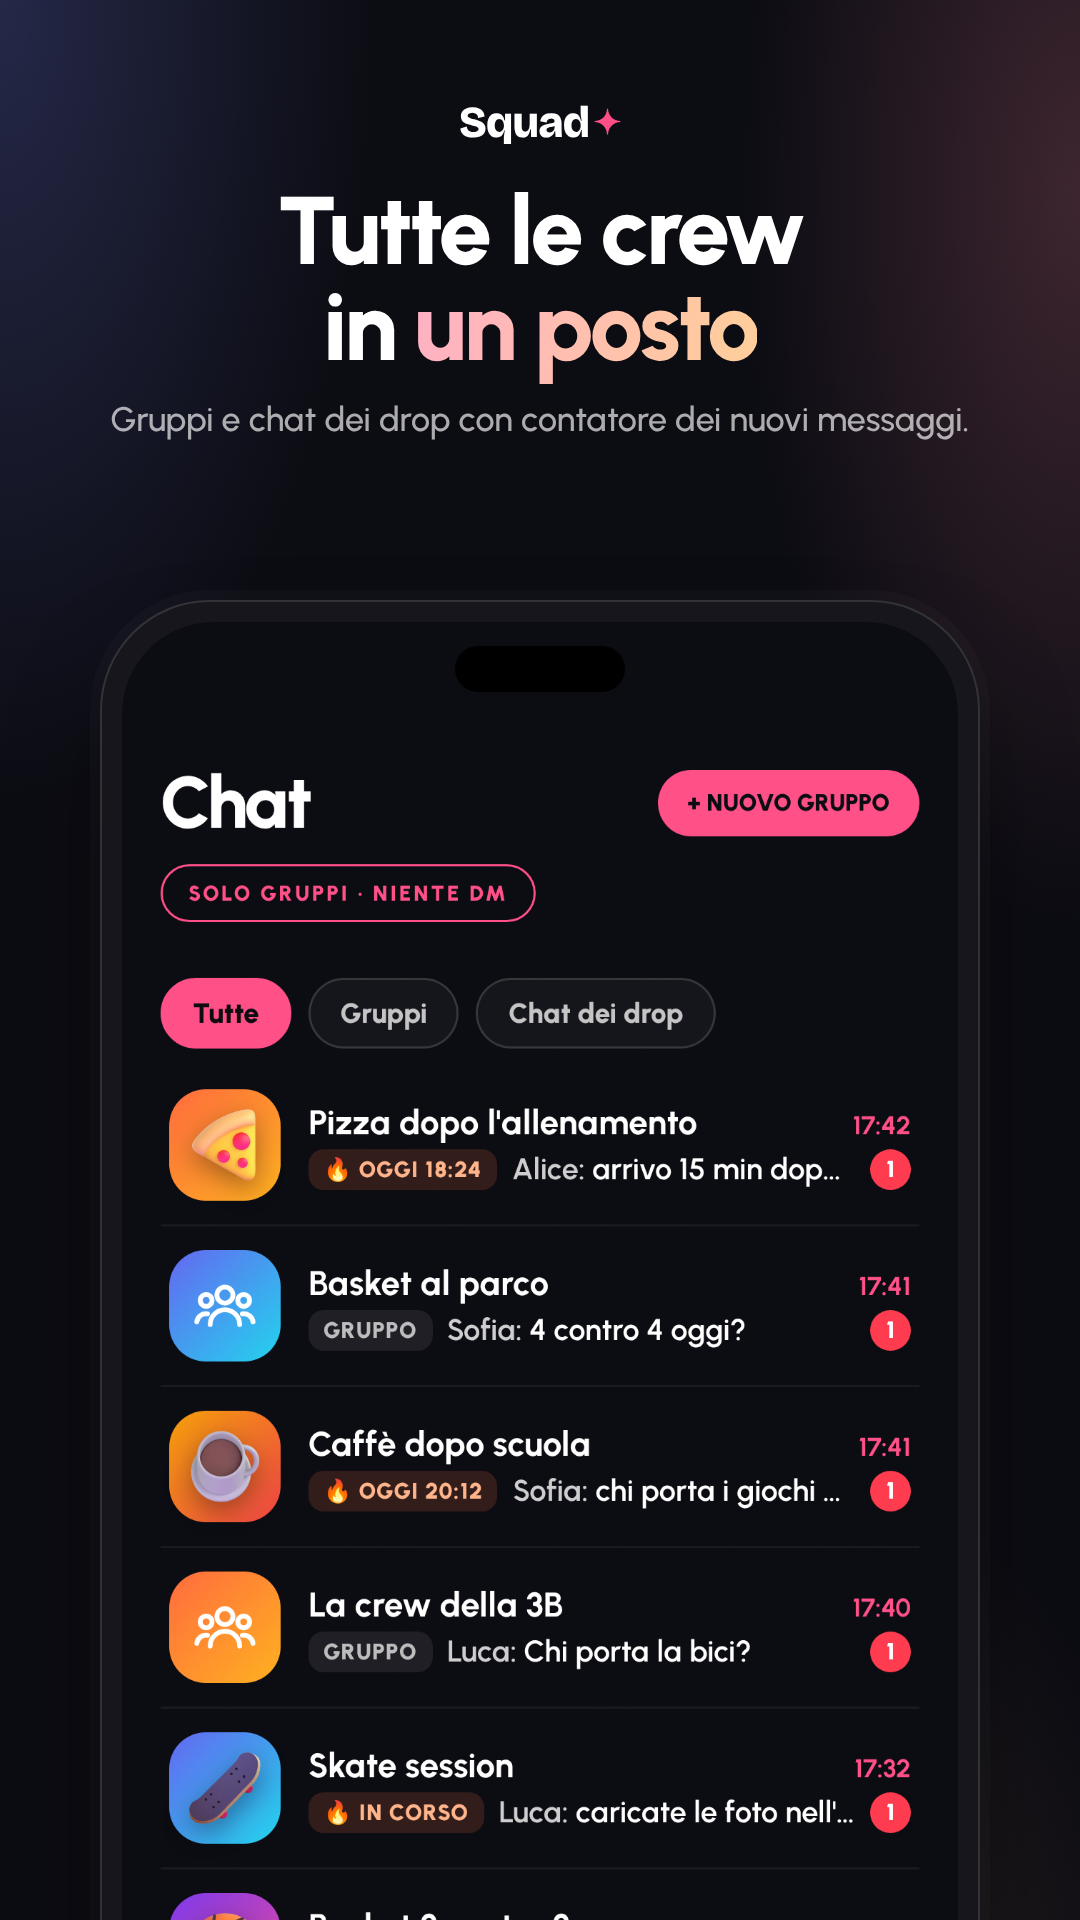 Squad
Tutte le crew
in un posto
Gruppi e chat dei drop con contatore dei nuovi messaggi.
Chat
+ NUOVO GRUPPO
SOLO GRUPPI · NIENTE DM
Tutte
Gruppi
Chat dei drop
Pizza dopo l'allenamento
17:42
🔥 OGGI 18:24
Alice: arrivo 15 min dop...
1
Basket al parco
17:41
GRUPPO
Sofia: 4 contro 4 oggi?
1
Caffè dopo scuola
17:41
🔥 OGGI 20:12
Sofia: chi porta i giochi ...
1
La crew della 3B
17:40
GRUPPO
Luca: Chi porta la bici?
1
Skate session
17:32
🔥 IN CORSO
Luca: caricate le foto nell'...
1